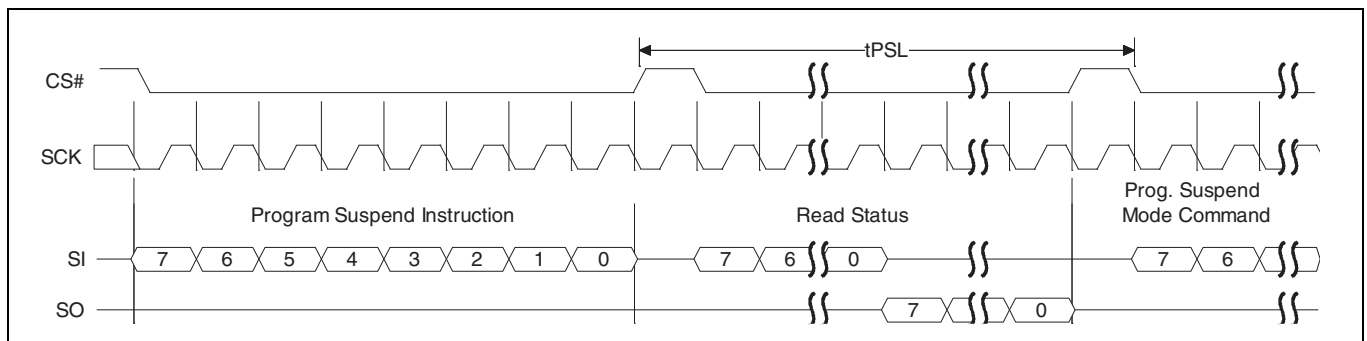 tPSL
CS#
SCK
Prog. Suspend
Program Suspend Instruction Read Status Mode Command
SI 7 6 5 4 3 2 1 0 7 6 0 7 6
SO 7 0